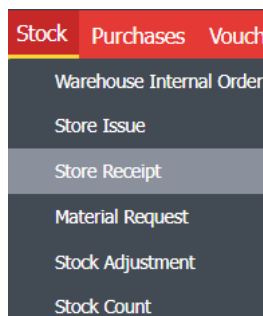 Stock Purchases Vouch
Warehouse Internal Order
Store Issue
Store Receipt
Material Request
Stock Adjustment
Stock Count